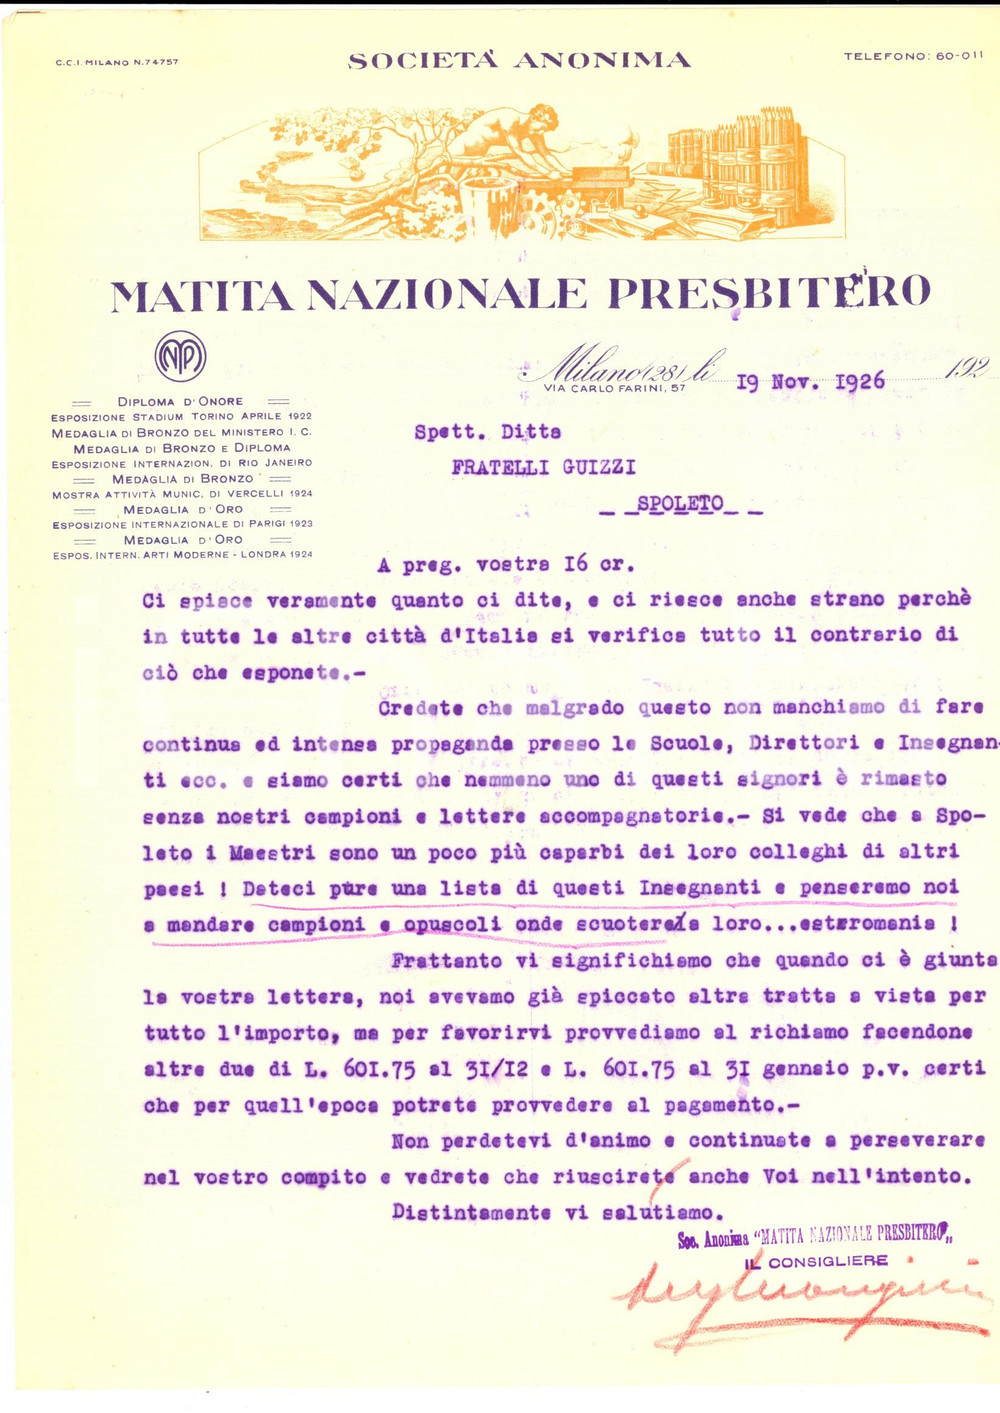 C.C.I. MILANO N.74757
SOCIETÀ ANONIMA
TELEFONO: 60-011
MATITA NAZIONALE PRESBITERO
MNP
DIPLOMA D'ONORE
ESPOSIZIONE STADIUM TORINO APRILE 1922
MEDAGLIA DI BRONZO DEL MINISTERO I. C.
MEDAGLIA DI BRONZO E DIPLOMA
ESPOSIZIONE INTERNAZION. DI RIO JANEIRO
MEDAGLIA DI BRONZO
MOSTRA ATTIVITÀ MUNIC. DI VERCELLI 1924
MEDAGLIA D'ORO
ESPOSIZIONE INTERNAZIONALE DI PARIGI 1923
MEDAGLIA D'ORO
ESPOS. INTERN. ARTI MODERNE - LONDRA 1924
Milano (28) li 19 Nov. 1926 192
VIA CARLO FARINI, 57
Spett. Ditta
FRATELLI GUIZZI
_ _SPOLETO_ _
A preg. vostra 16 cr.
Ci spiace veramente quanto ci dite, e ci riesce anche strano perchè
in tutte le altre città d'Italia si verifica tutto il contrario di
ciò che esponete.-
Credete che malgrado questo non manchiamo di fare
continua ed intensa propaganda presso le Scuole, Direttori e Insegnan-
ti ecc. e siamo certi che nemmeno uno di questi signori è rimasto
senza nostri campioni e lettere accompagnatorie.- Si vede che a Spo-
leto i Maestri sono un poco più caparbi dei loro colleghi di altri
paesi ! Dateci pure una lista di questi Insegnanti e penseremo noi
a mandare campioni e opuscoli onde scuotere la loro...esteromania !
Frattanto vi significhiamo che quando ci è giunta
la vostra lettera, noi avevamo già spiccato altra tratta a vista per
tutto l'importo, ma per favorirvi provvediamo al richiamo facendone
altre due di L. 601.75 al 31/12 e L. 601.75 al 31 gennaio p.v. certi
che per quell'epoca potrete provvedere al pagamento.-
Non perdetevi d'animo e continuate a perseverare
nel vostro compito e vedrete che riuscirete anche Voi nell'intento.
Distintamente vi salutiamo.
Soc. Anonima "MATITA NAZIONALE PRESBITERO„
IL CONSIGLIERE